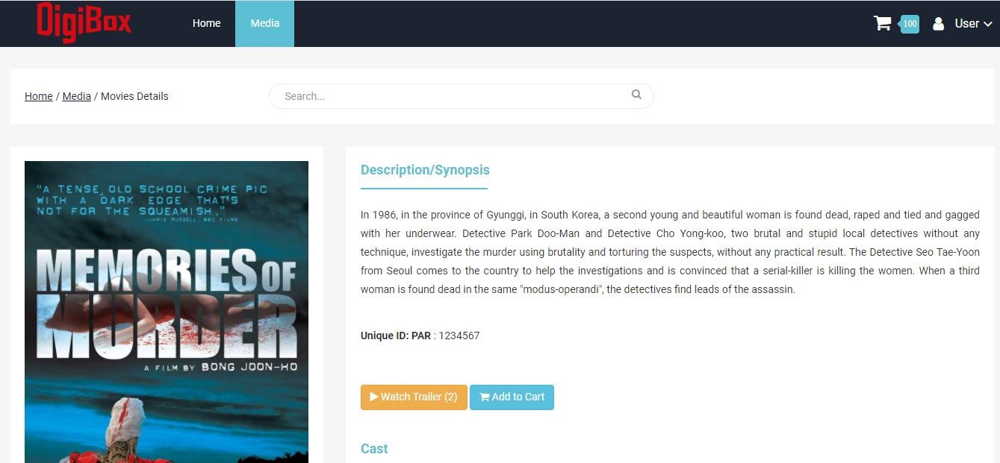 DigiBox
Home
Media
100
User
Home / Media / Movies Details
Search...
"A TENSE, OLD SCHOOL CRIME PIC
WITH A DARK EDGE THAT'S
NOT FOR THE SQUEAMISH."
-JAMIE RUSSELL, BBC FILMS
MEMORIES OF
MURDER
A FILM BY BONG JOON-HO
Description/Synopsis
In 1986, in the province of Gyunggi, in South Korea, a second young and beautiful woman is found dead, raped and tied and gagged
with her underwear. Detective Park Doo-Man and Detective Cho Yong-koo, two brutal and stupid local detectives without any
technique, investigate the murder using brutality and torturing the suspects, without any practical result. The Detective Seo Tae-Yoon
from Seoul comes to the country to help the investigations and is convinced that a serial-killer is killing the women. When a third
woman is found dead in the same "modus-operandi", the detectives find leads of the assassin.
Unique ID: PAR : 1234567
Watch Trailer (2)
Add to Cart
Cast